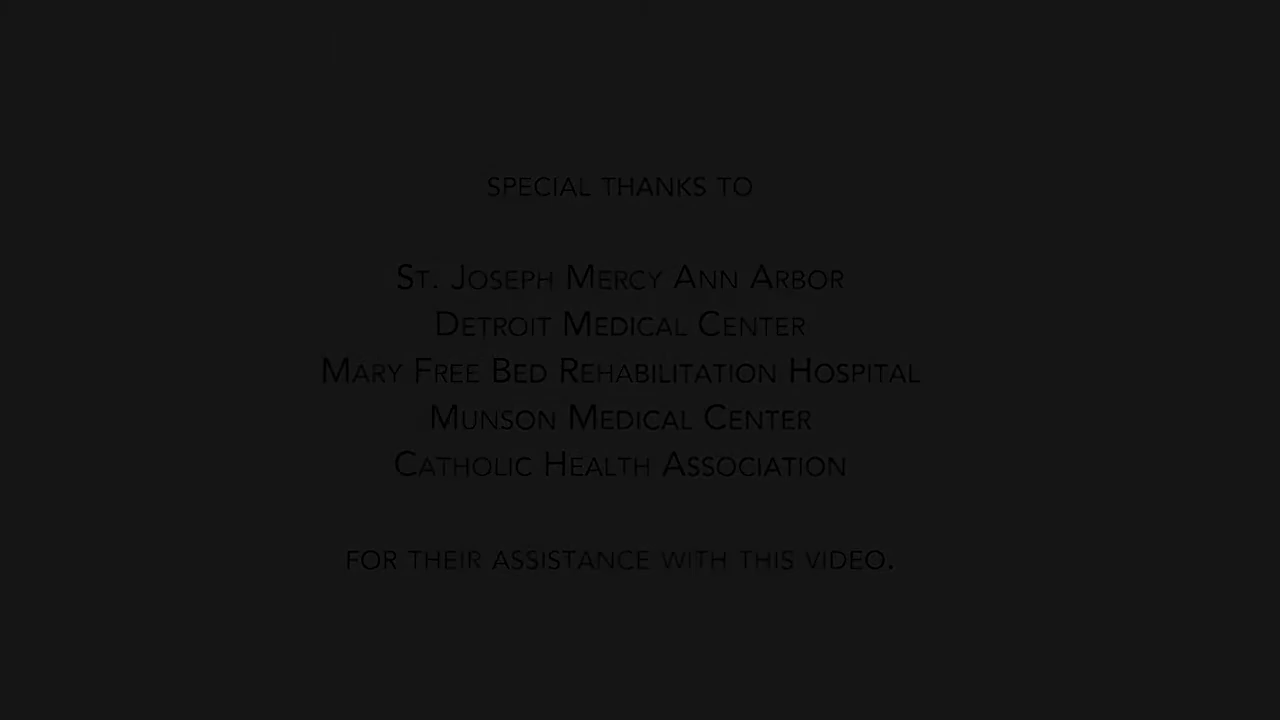 SPECIAL THANKS TO
ST. JOSEPH MERCY ANN ARBOR
DETROIT MEDICAL CENTER
MARY FREE BED REHABILITATION HOSPITAL
MUNSON MEDICAL CENTER
CATHOLIC HEALTH ASSOCIATION
FOR THEIR ASSISTANCE WITH THIS VIDEO.